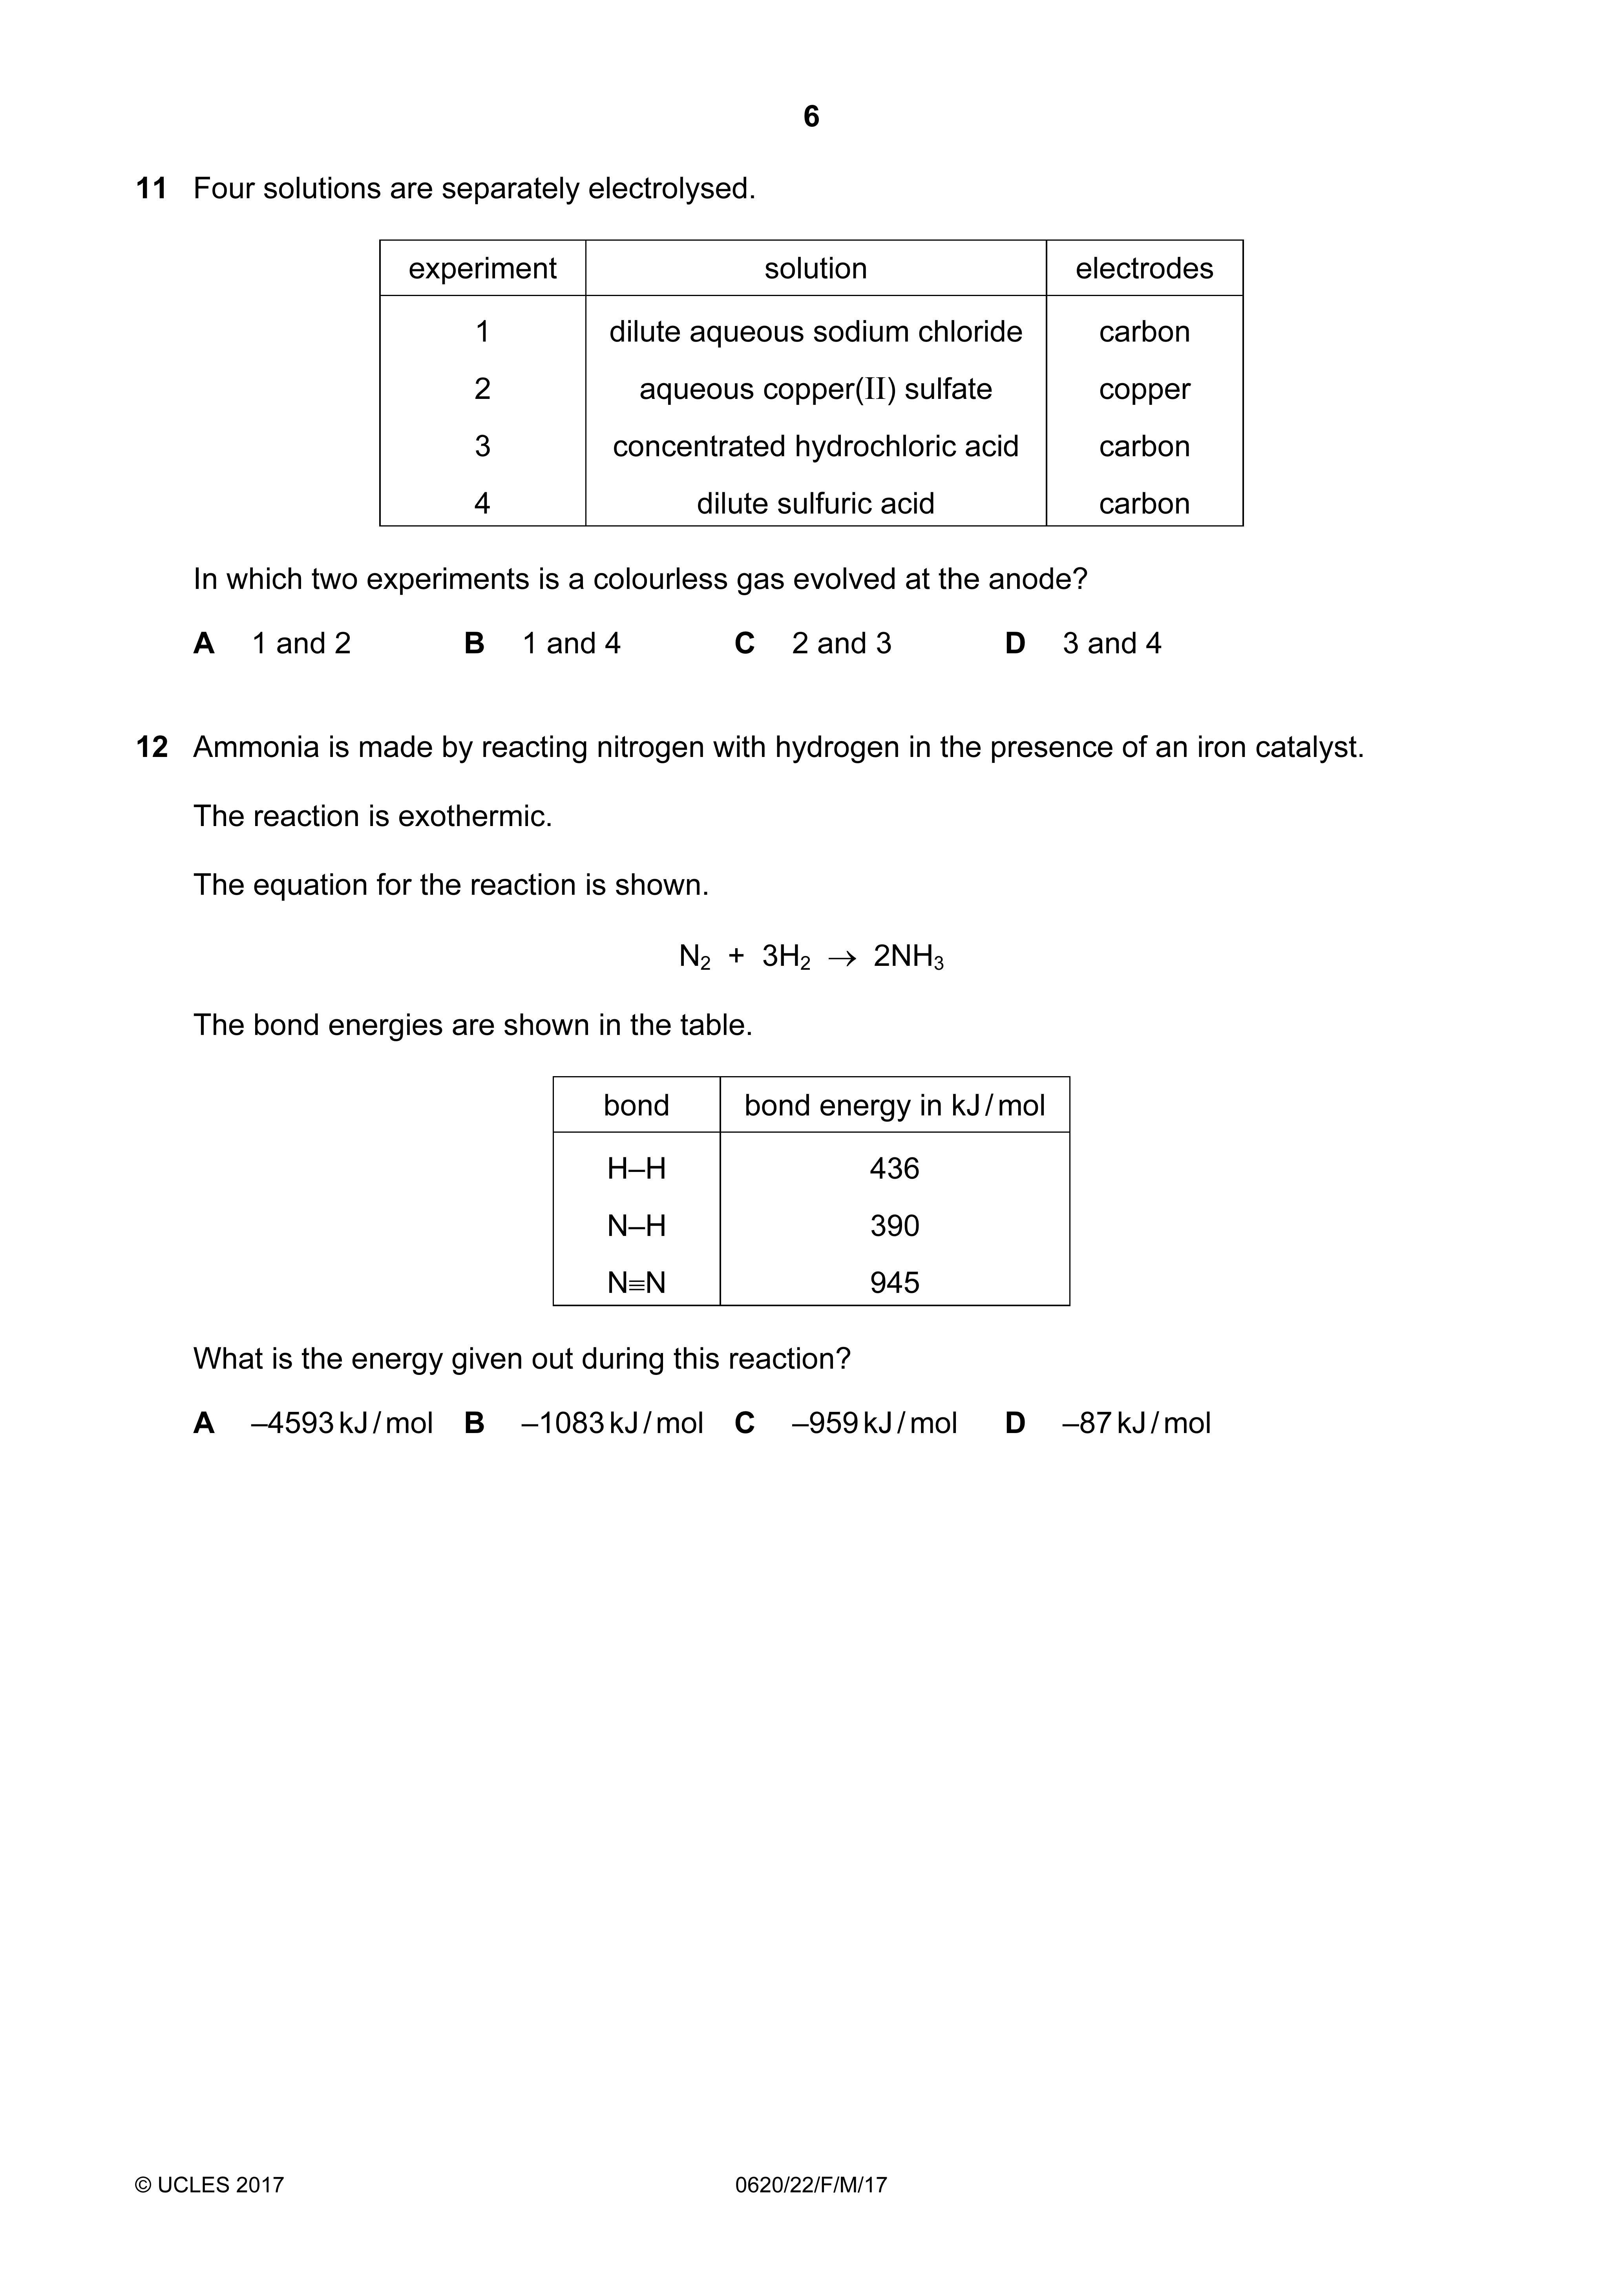 6
11 Four solutions are separately electrolysed.
experiment solution electrodes
1 dilute aqueous sodium chloride carbon
2 aqueous copper(II) sulfate copper
3 concentrated hydrochloric acid carbon
4 dilute sulfuric acid carbon
In which two experiments is a colourless gas evolved at the anode?
A 1 and 2 B 1 and 4 C 2 and 3 D 3 and 4
12 Ammonia is made by reacting nitrogen with hydrogen in the presence of an iron catalyst.
The reaction is exothermic.
The equation for the reaction is shown.
N₂ + 3H₂ → 2NH₃
The bond energies are shown in the table.
bond bond energy in kJ/mol
H–H 436
N–H 390
N≡N 945
What is the energy given out during this reaction?
A –4593 kJ/mol B –1083 kJ/mol C –959 kJ/mol D –87 kJ/mol
© UCLES 2017 0620/22/F/M/17